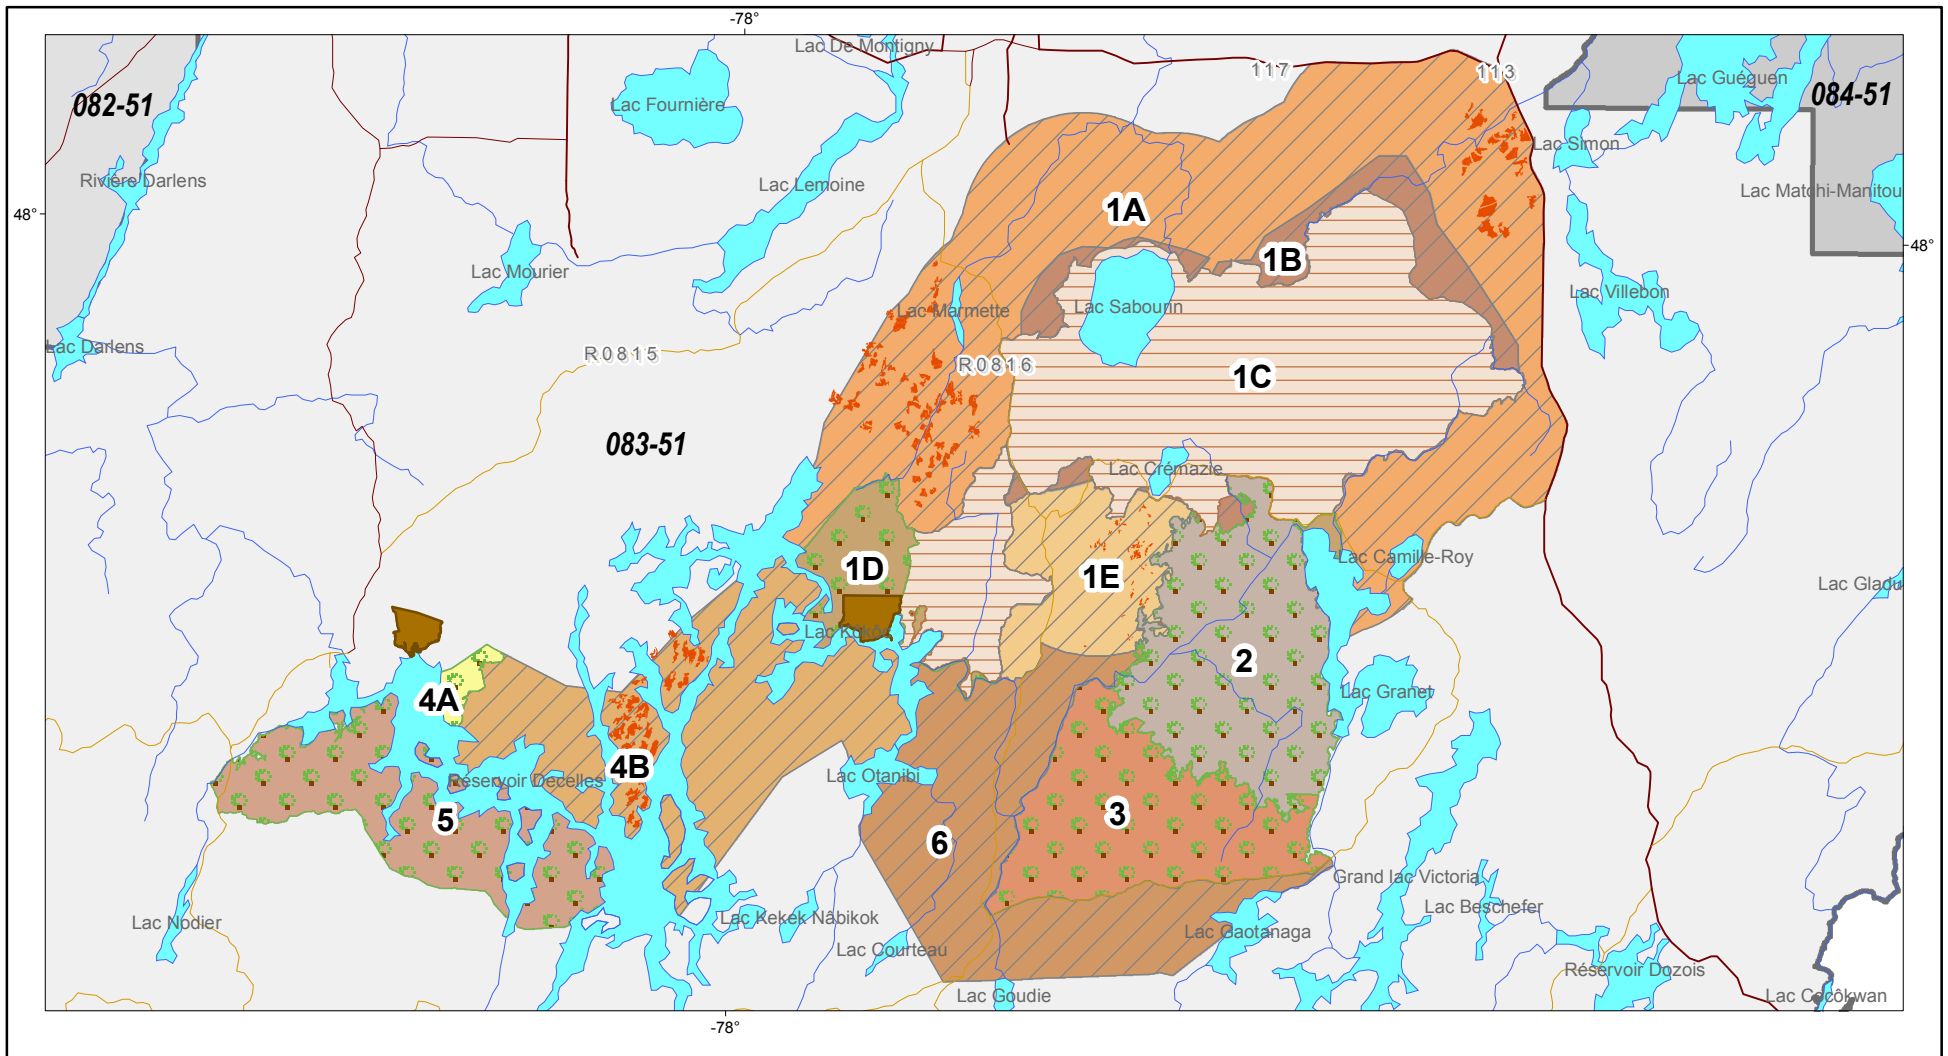 -78°
Lac De Montigny
117
113
Lac Guéguen
082-51
Lac Fournière
084-51
Lac Simon
Rivière Darlens
Lac Lemoine
Lac Matchi-Manitou
48°
1A
48°
1B
Lac Mourier
Lac Villebon
Lac Marmette
Lac Sabourin
Lac Darlens
R0815
R0816
1C
083-51
Lac Crémazie
Lac Camille-Roy
1D
1E
Lac Gladu
Lac Kôkôs
2
4A
Lac Granet
4B
Lac Otanibi
Réservoir Decelles
5
3
6
Grand lac Victoria
Lac Beschefer
Lac Nodier
Lac Kekek Nâbikok
Lac Gaotanaga
Lac Courteau
Réservoir Dozois
Lac Goudie
Lac Cocôkwan
-78°